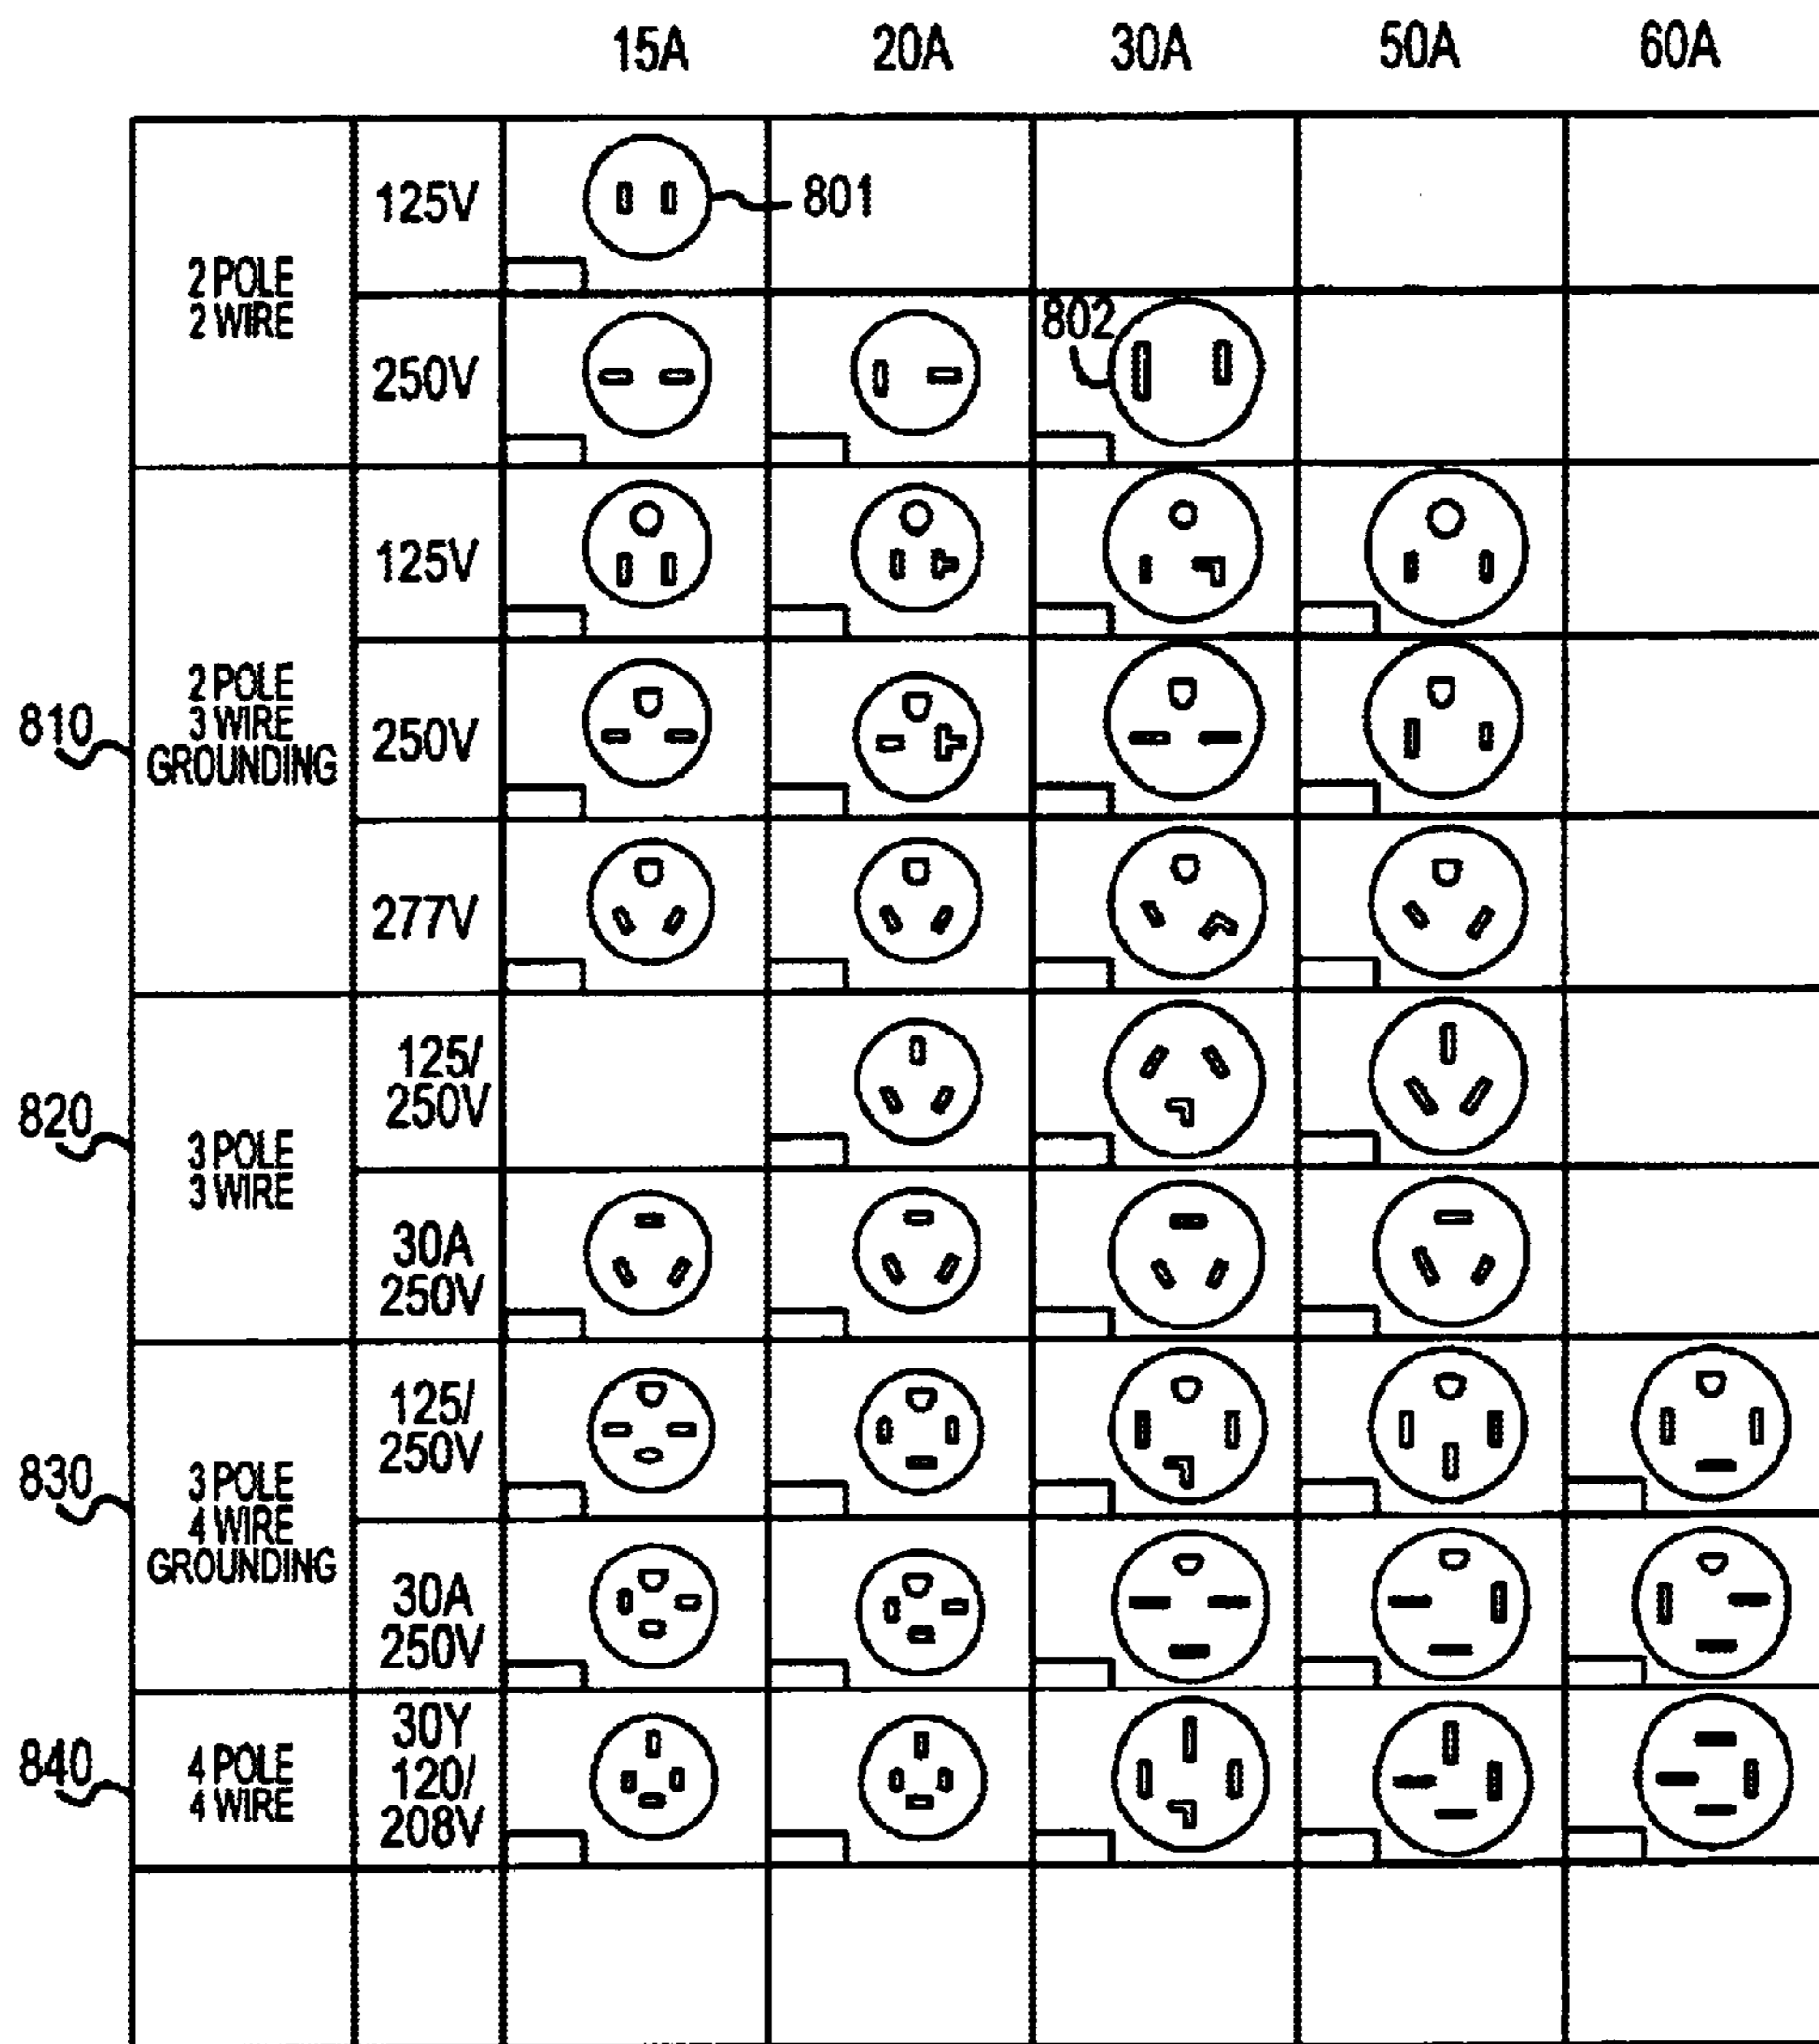 15A 20A 30A 50A 60A
125V
801
2 POLE
2 WIRE
250V
802
125V
810
2 POLE
3 WIRE
GROUNDING
250V
277V
820
3 POLE
3 WIRE
125/
250V
30A
250V
830
3 POLE
4 WIRE
GROUNDING
125/
250V
30A
250V
840
4 POLE
4 WIRE
30Y
120/
208V